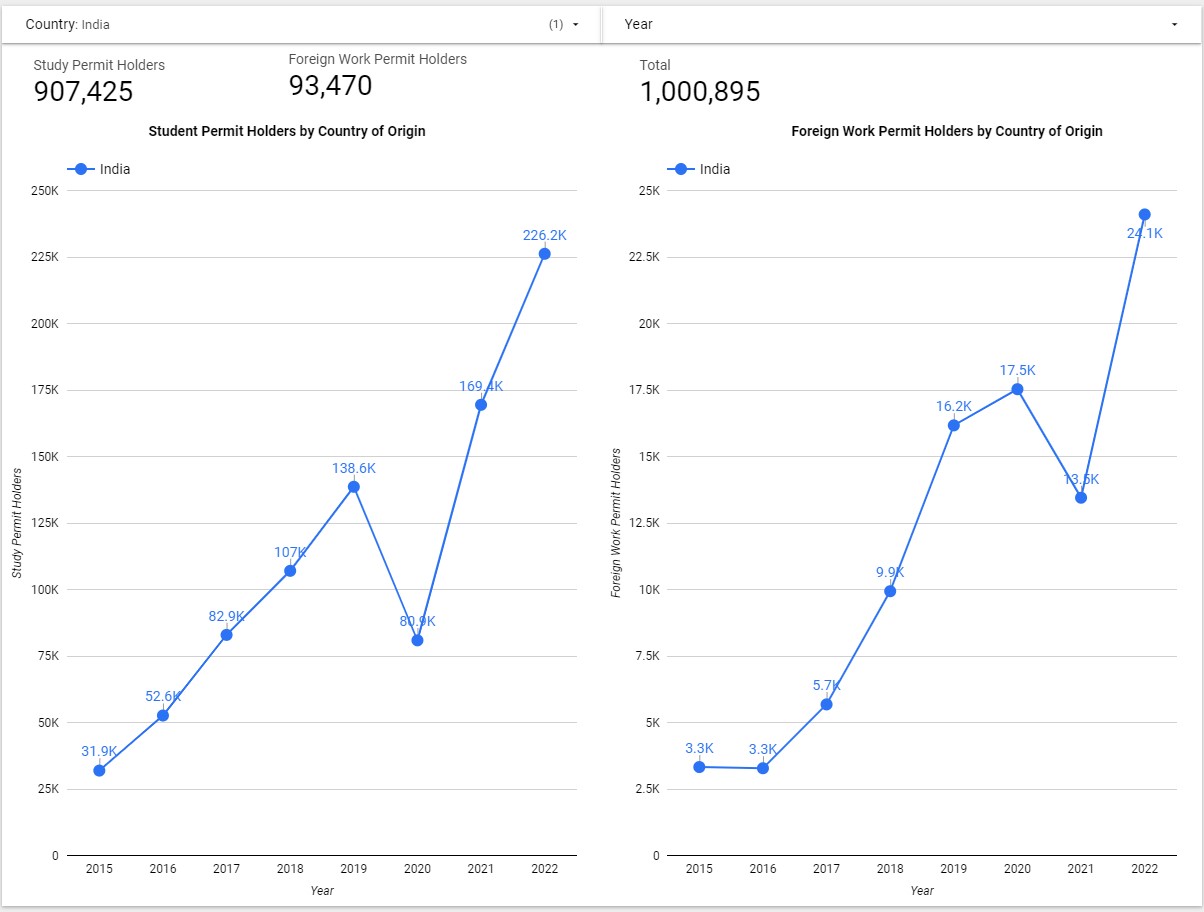 Country: India (1)
Year
Study Permit Holders
907,425
Foreign Work Permit Holders
93,470
Total
1,000,895
Student Permit Holders by Country of Origin
India
250K
225K
200K
175K
150K
125K
100K
75K
50K
25K
0
Study Permit Holders
31.9K
52.6K
82.9K
107K
138.6K
80.9K
169.4K
226.2K
2015 2016 2017 2018 2019 2020 2021 2022
Year
Foreign Work Permit Holders by Country of Origin
India
25K
22.5K
20K
17.5K
15K
12.5K
10K
7.5K
5K
2.5K
0
Foreign Work Permit Holders
3.3K
3.3K
5.7K
9.9K
16.2K
17.5K
13.5K
24.1K
2015 2016 2017 2018 2019 2020 2021 2022
Year